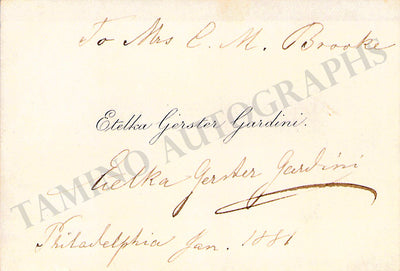 To Mrs C. M. Brooke
Etelka Gerster Gardini.
Etelka Gerster Gardini
Philadelphia Jan. 1881
TAMINO AUTOGRAPHS